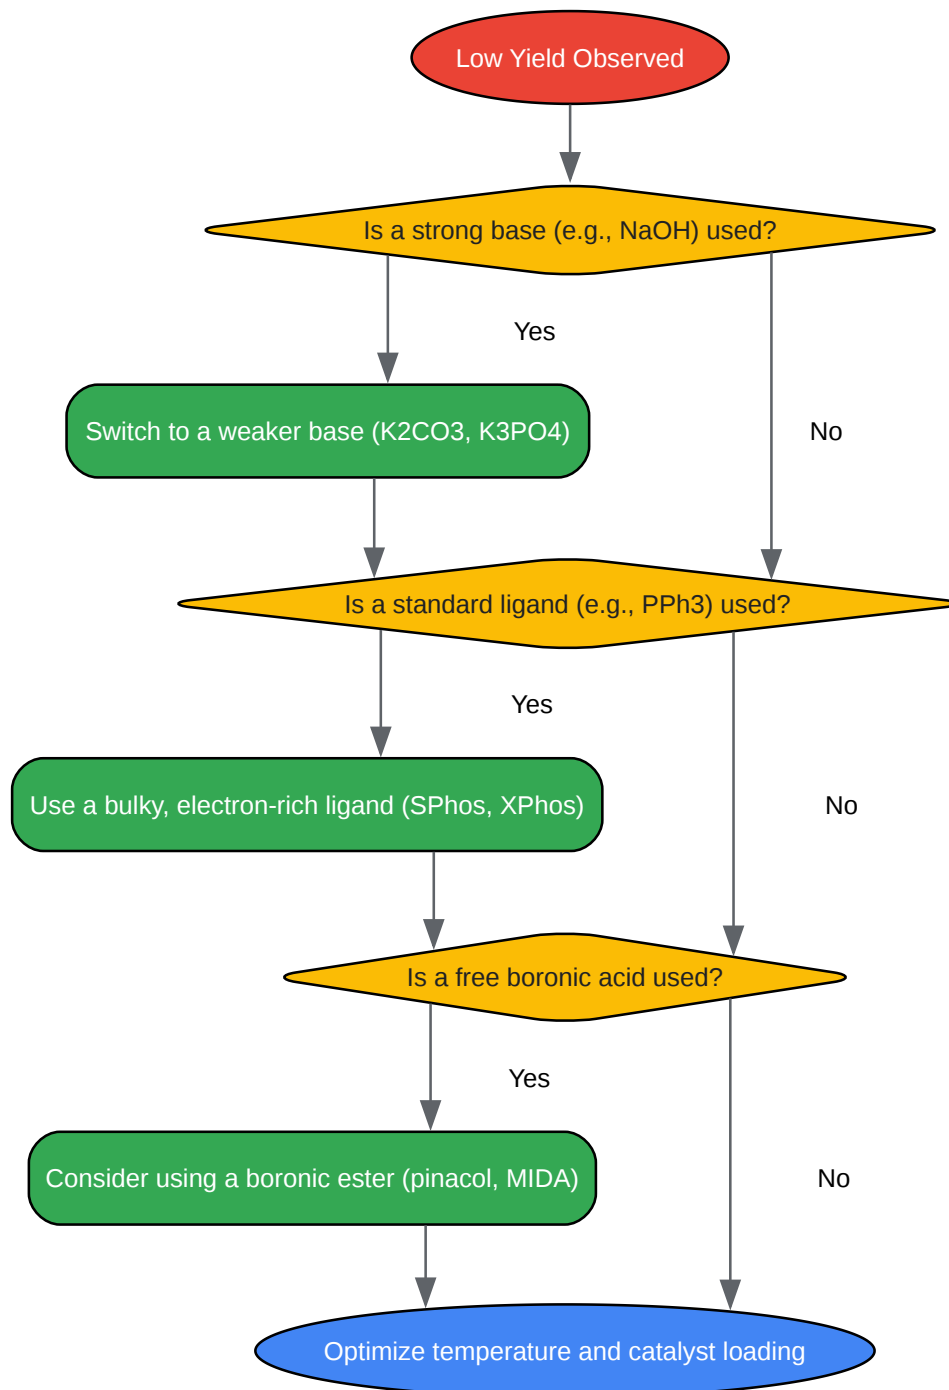 Low Yield Observed
Is a strong base (e.g., NaOH) used?
Yes
Switch to a weaker base (K2CO3, K3PO4)
No
Is a standard ligand (e.g., PPh3) used?
Yes
Use a bulky, electron-rich ligand (SPhos, XPhos)
No
Is a free boronic acid used?
Yes
Consider using a boronic ester (pinacol, MIDA)
No
Optimize temperature and catalyst loading